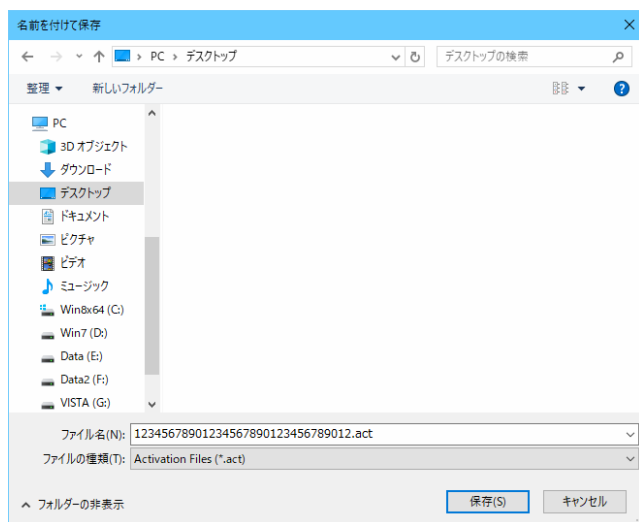 名前を付けて保存
PC › デスクトップ
デスクトップの検索
整理
新しいフォルダー
PC
3D オブジェクト
ダウンロード
デスクトップ
ドキュメント
ピクチャ
ビデオ
ミュージック
Win8x64 (C:)
Win7 (D:)
Data (E:)
Data2 (F:)
VISTA (G:)
ファイル名(N): 12345678901234567890123456789012.act
ファイルの種類(T): Activation Files (*.act)
フォルダーの非表示
保存(S)
キャンセル